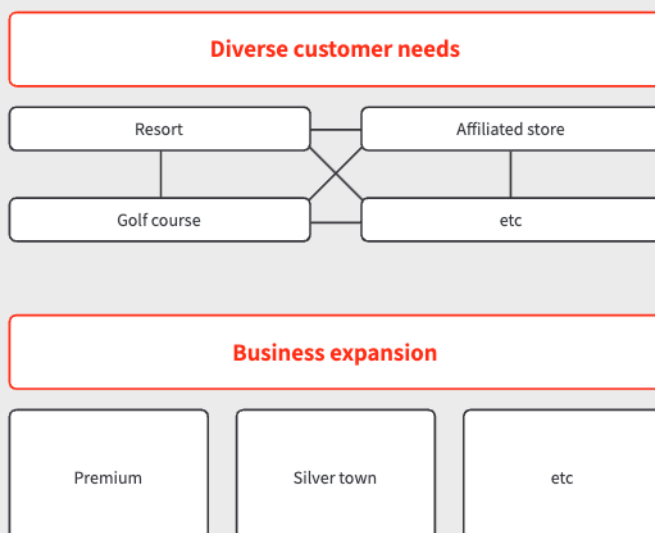 Diverse customer needs
Resort
Affiliated store
Golf course
etc
Business expansion
Premium
Silver town
etc